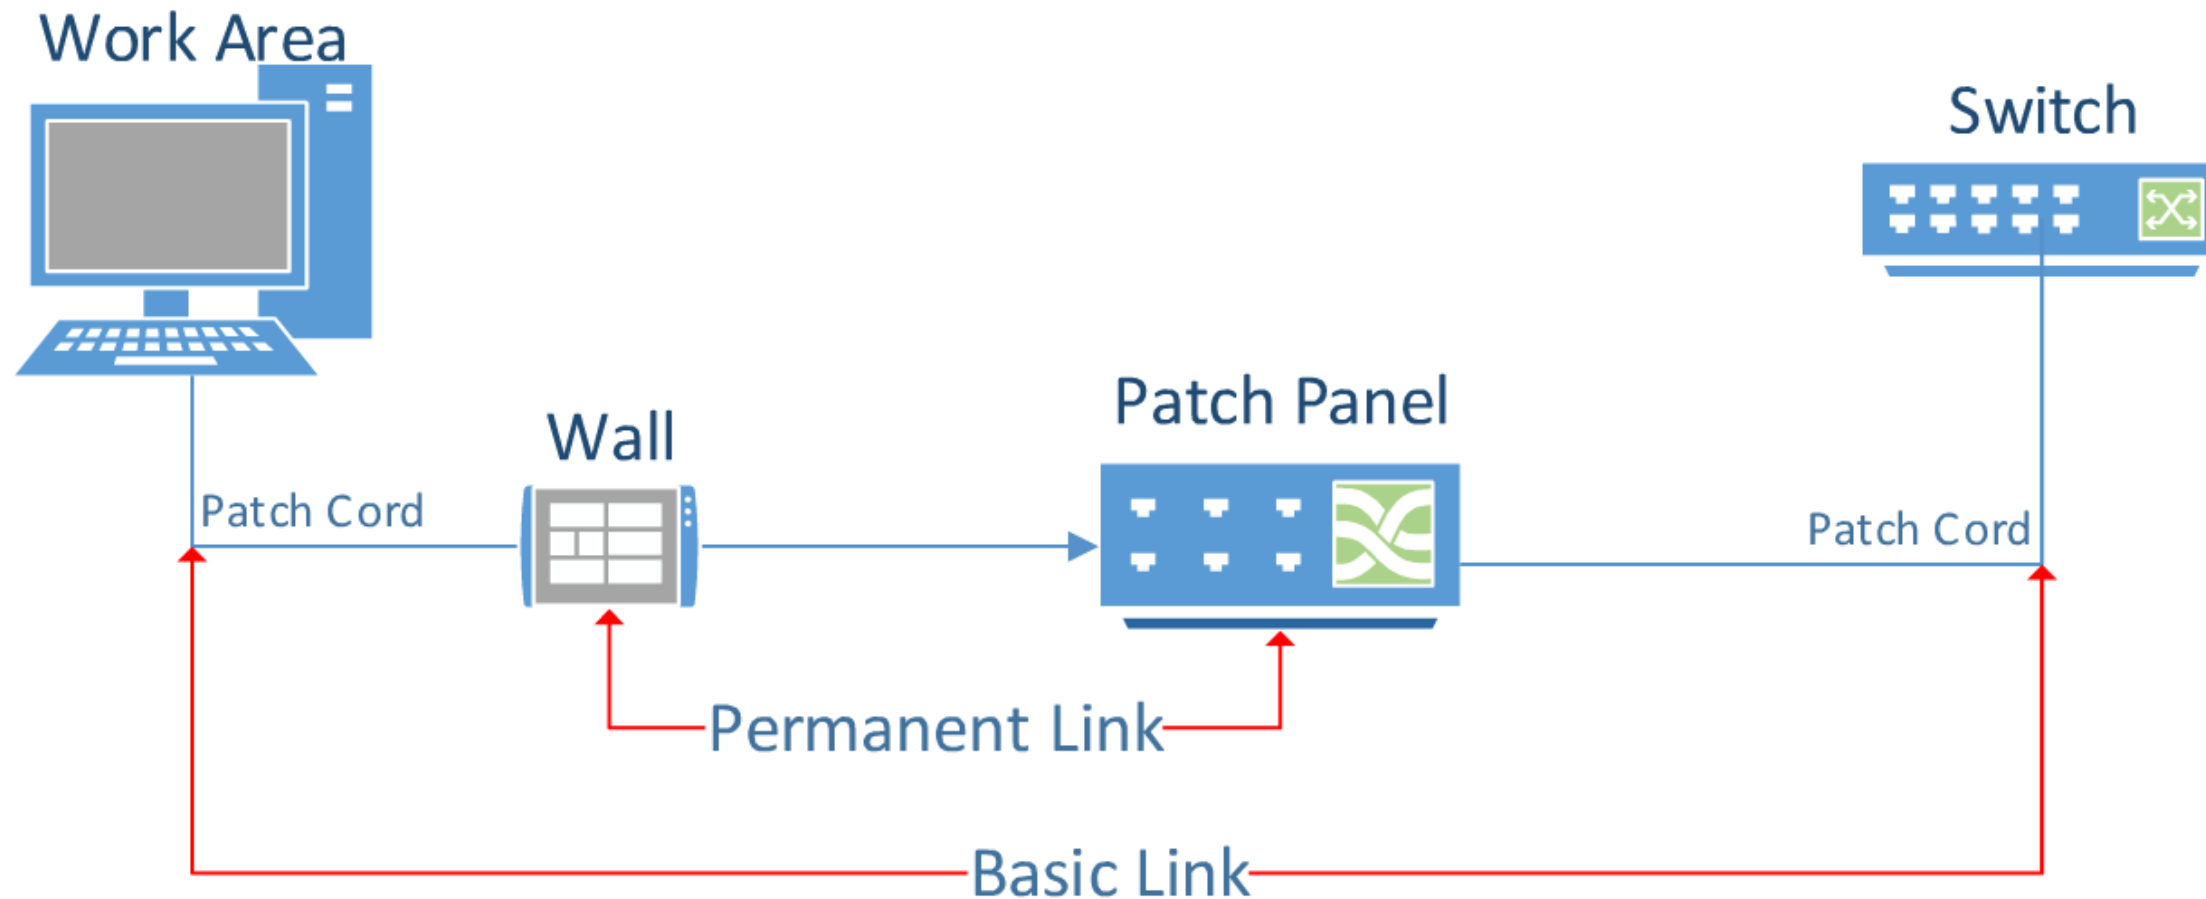 Work Area
Switch
Patch Panel
Wall
Patch Cord
Patch Cord
Permanent Link
Basic Link